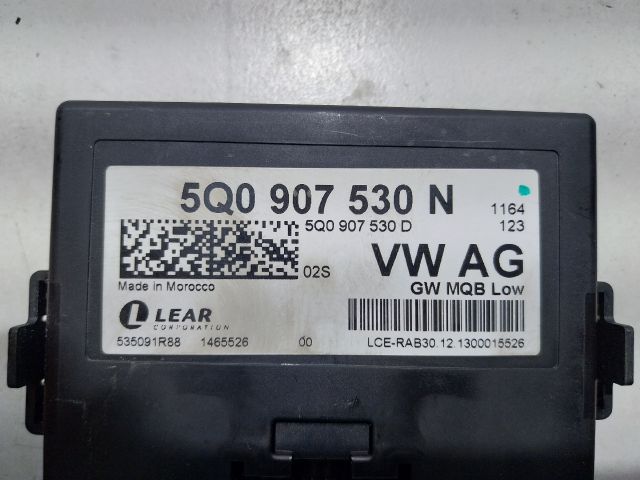 5Q0 907 530 N 1164
5Q0 907 530 D 123
02S VW AG
Made in Morocco GW MQB Low
LEAR
CORPORATION
535091R88 1465526 00 LCE-RAB30.12.1300015526